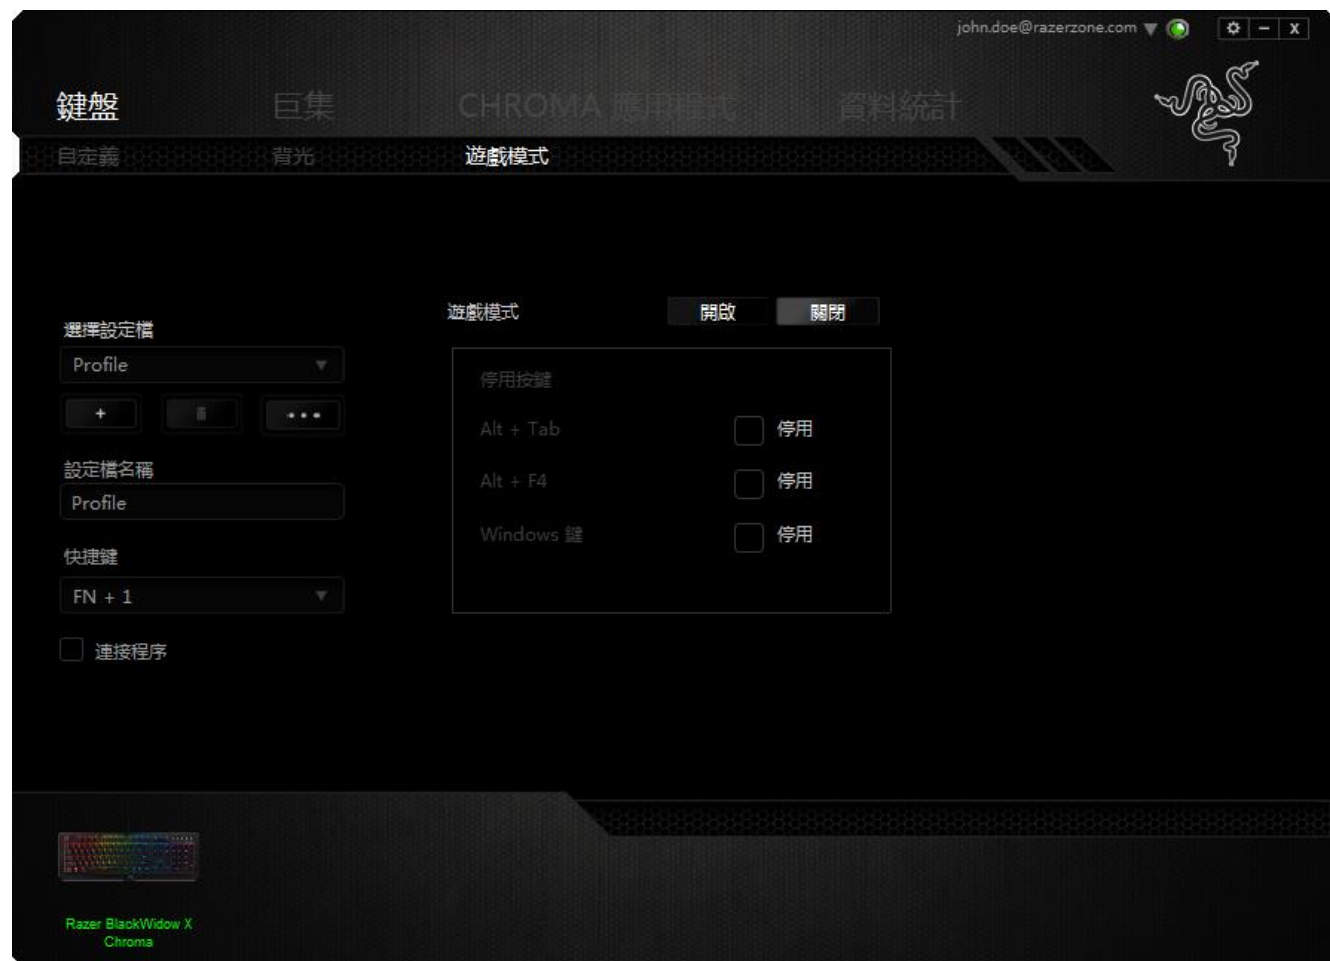 john.doe@razerzone.com
鍵盤 巨集 CHROMA 應用程式 資料統計
自定義 背光 遊戲模式
選擇設定檔
Profile
設定檔名稱
Profile
快捷鍵
FN + 1
連接程序
遊戲模式 開啟 關閉
停用按鍵
Alt + Tab 停用
Alt + F4 停用
Windows 鍵 停用
Razer BlackWidow X
Chroma